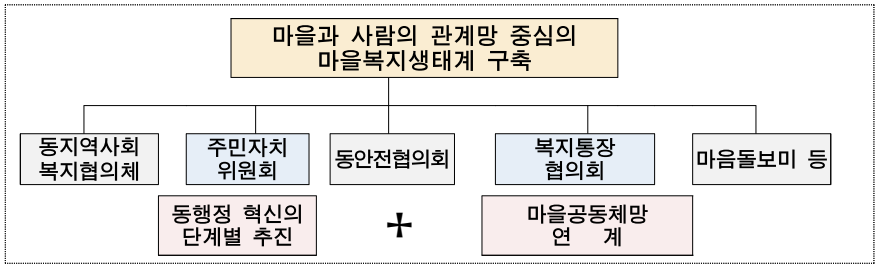 마을과 사람의 관계망 중심의
마을복지생태계 구축
동지역사회
복지협의체
주민자치
위원회
동안전협의회
복지통장
협의회
마음돌보미 등
동행정 혁신의
단계별 추진
+
마을공동체망
연 계